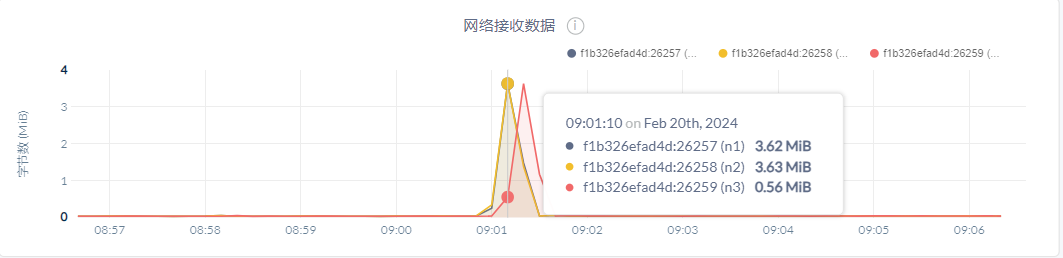 网络接收数据 i
f1b326efad4d:26257 (... f1b326efad4d:26258 (... f1b326efad4d:26259 (...
字节数 (MiB)
4
3
2
1
0
09:01:10 on Feb 20th, 2024
f1b326efad4d:26257 (n1) 3.62 MiB
f1b326efad4d:26258 (n2) 3.63 MiB
f1b326efad4d:26259 (n3) 0.56 MiB
08:57 08:58 08:59 09:00 09:01 09:02 09:03 09:04 09:05 09:06